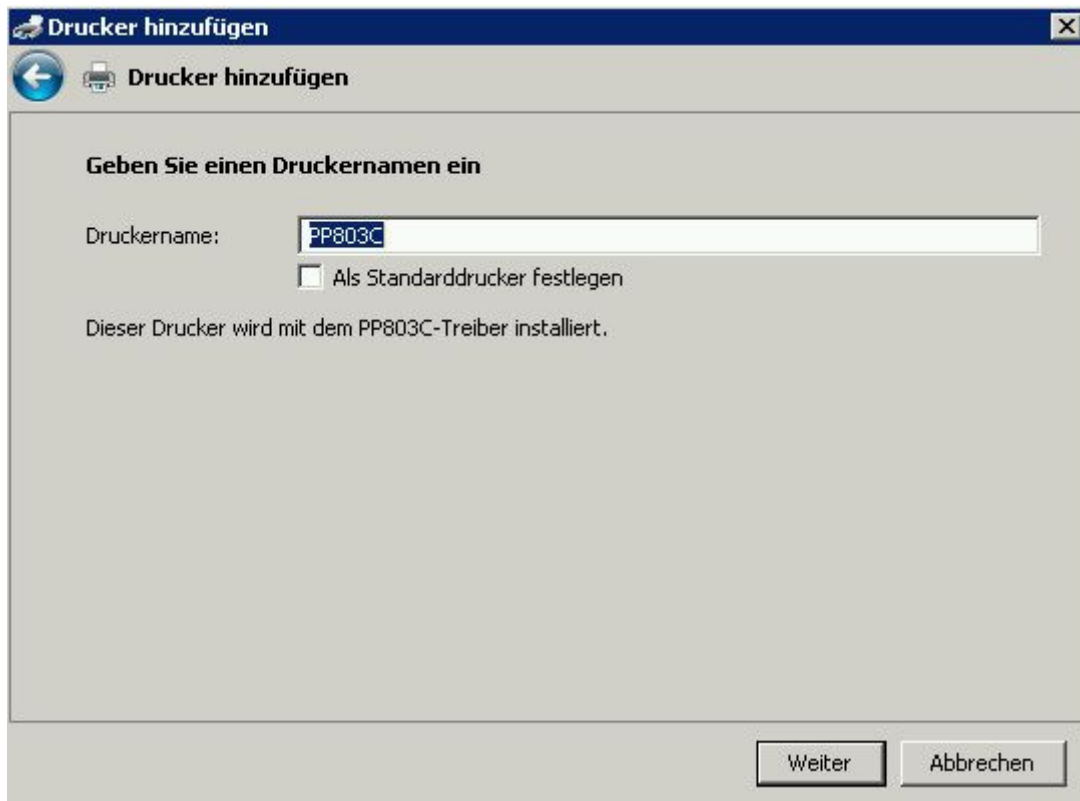 Drucker hinzufügen
Drucker hinzufügen
Geben Sie einen Druckernamen ein
Druckername: PP803C
Als Standarddrucker festlegen
Dieser Drucker wird mit dem PP803C-Treiber installiert.
Weiter Abbrechen